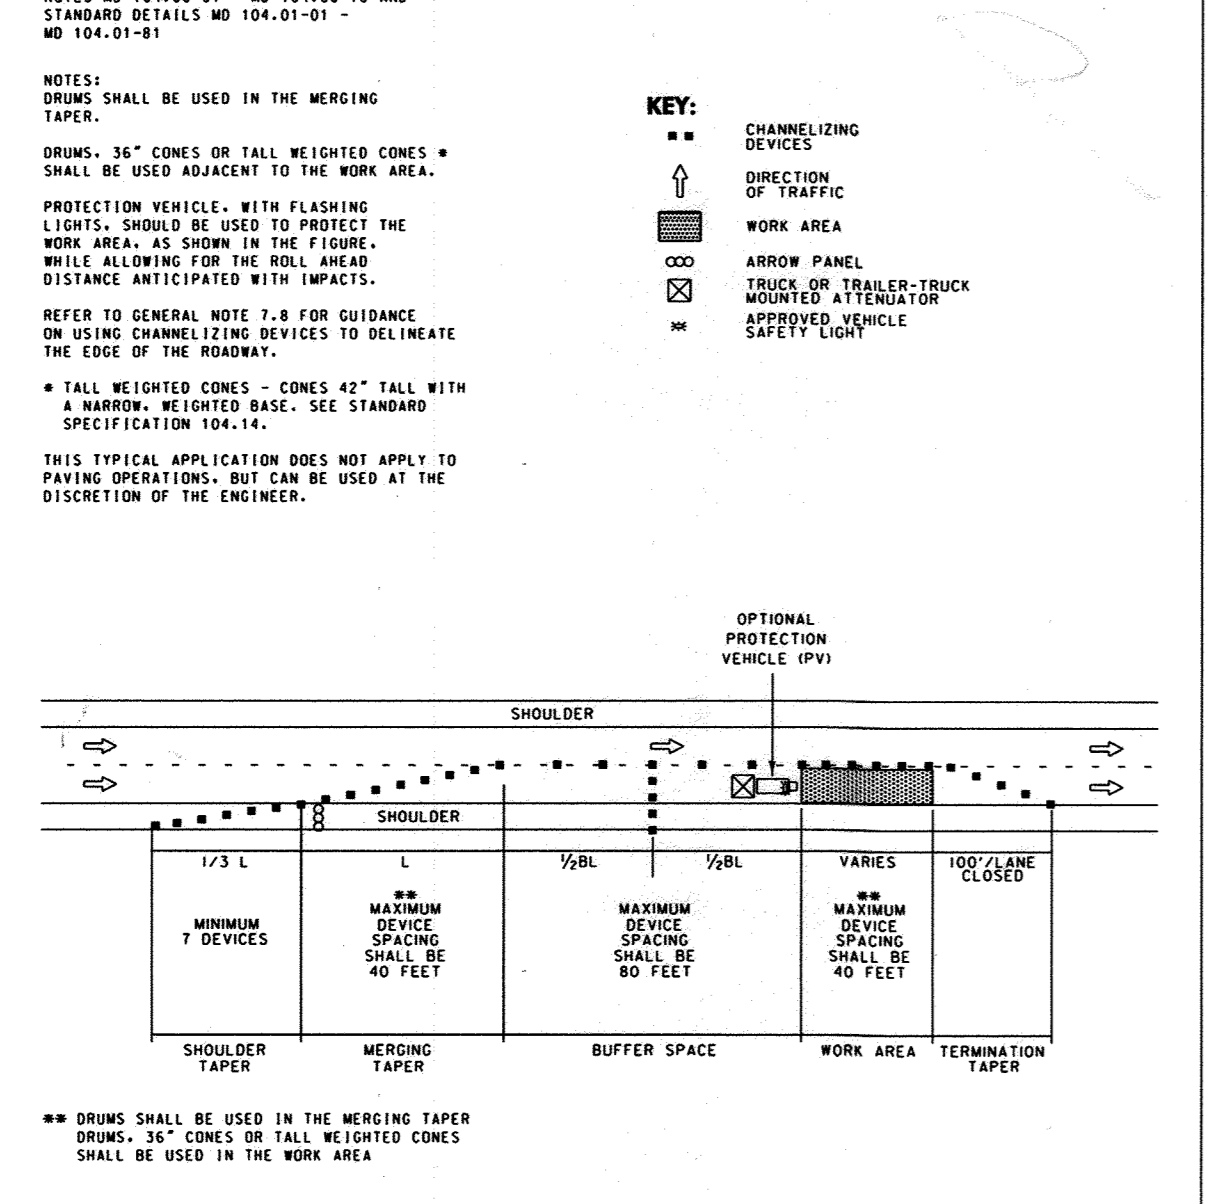 STANDARD DETAILS MD 104.01-01 -
MD 104.01-81
NOTES:
DRUMS SHALL BE USED IN THE MERGING
TAPER.
DRUMS. 36" CONES OR TALL WEIGHTED CONES *
SHALL BE USED ADJACENT TO THE WORK AREA.
PROTECTION VEHICLE. WITH FLASHING
LIGHTS. SHOULD BE USED TO PROTECT THE
WORK AREA. AS SHOWN IN THE FIGURE.
WHILE ALLOWING FOR THE ROLL AHEAD
DISTANCE ANTICIPATED WITH IMPACTS.
REFER TO GENERAL NOTE 7.8 FOR GUIDANCE
ON USING CHANNELIZING DEVICES TO DELINEATE
THE EDGE OF THE ROADWAY.
* TALL WEIGHTED CONES - CONES 42" TALL WITH
A NARROW. WEIGHTED BASE. SEE STANDARD
SPECIFICATION 104.14.
THIS TYPICAL APPLICATION DOES NOT APPLY TO
PAVING OPERATIONS. BUT CAN BE USED AT THE
DISCRETION OF THE ENGINEER.
KEY:
CHANNELIZING
DEVICES
DIRECTION
OF TRAFFIC
WORK AREA
ARROW PANEL
TRUCK OR TRAILER-TRUCK
MOUNTED ATTENUATOR
APPROVED VEHICLE
SAFETY LIGHT
OPTIONAL
PROTECTION
VEHICLE (PV)
SHOULDER
SHOULDER
1/3 L
L
½BL
½BL
VARIES
100'/LANE
CLOSED
MINIMUM
7 DEVICES
**
MAXIMUM
DEVICE
SPACING
SHALL BE
40 FEET
MAXIMUM
DEVICE
SPACING
SHALL BE
80 FEET
**
MAXIMUM
DEVICE
SPACING
SHALL BE
40 FEET
SHOULDER
TAPER
MERGING
TAPER
BUFFER SPACE
WORK AREA
TERMINATION
TAPER
** DRUMS SHALL BE USED IN THE MERGING TAPER
DRUMS. 36" CONES OR TALL WEIGHTED CONES
SHALL BE USED IN THE WORK AREA